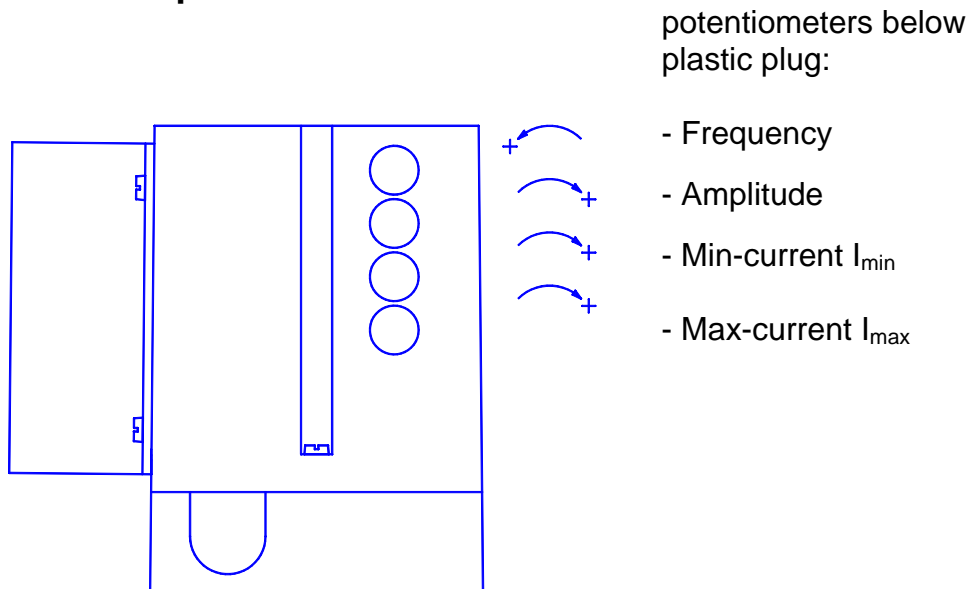 potentiometers below
plastic plug:
- Frequency
- Amplitude
- Min-current Imin
- Max-current Imax